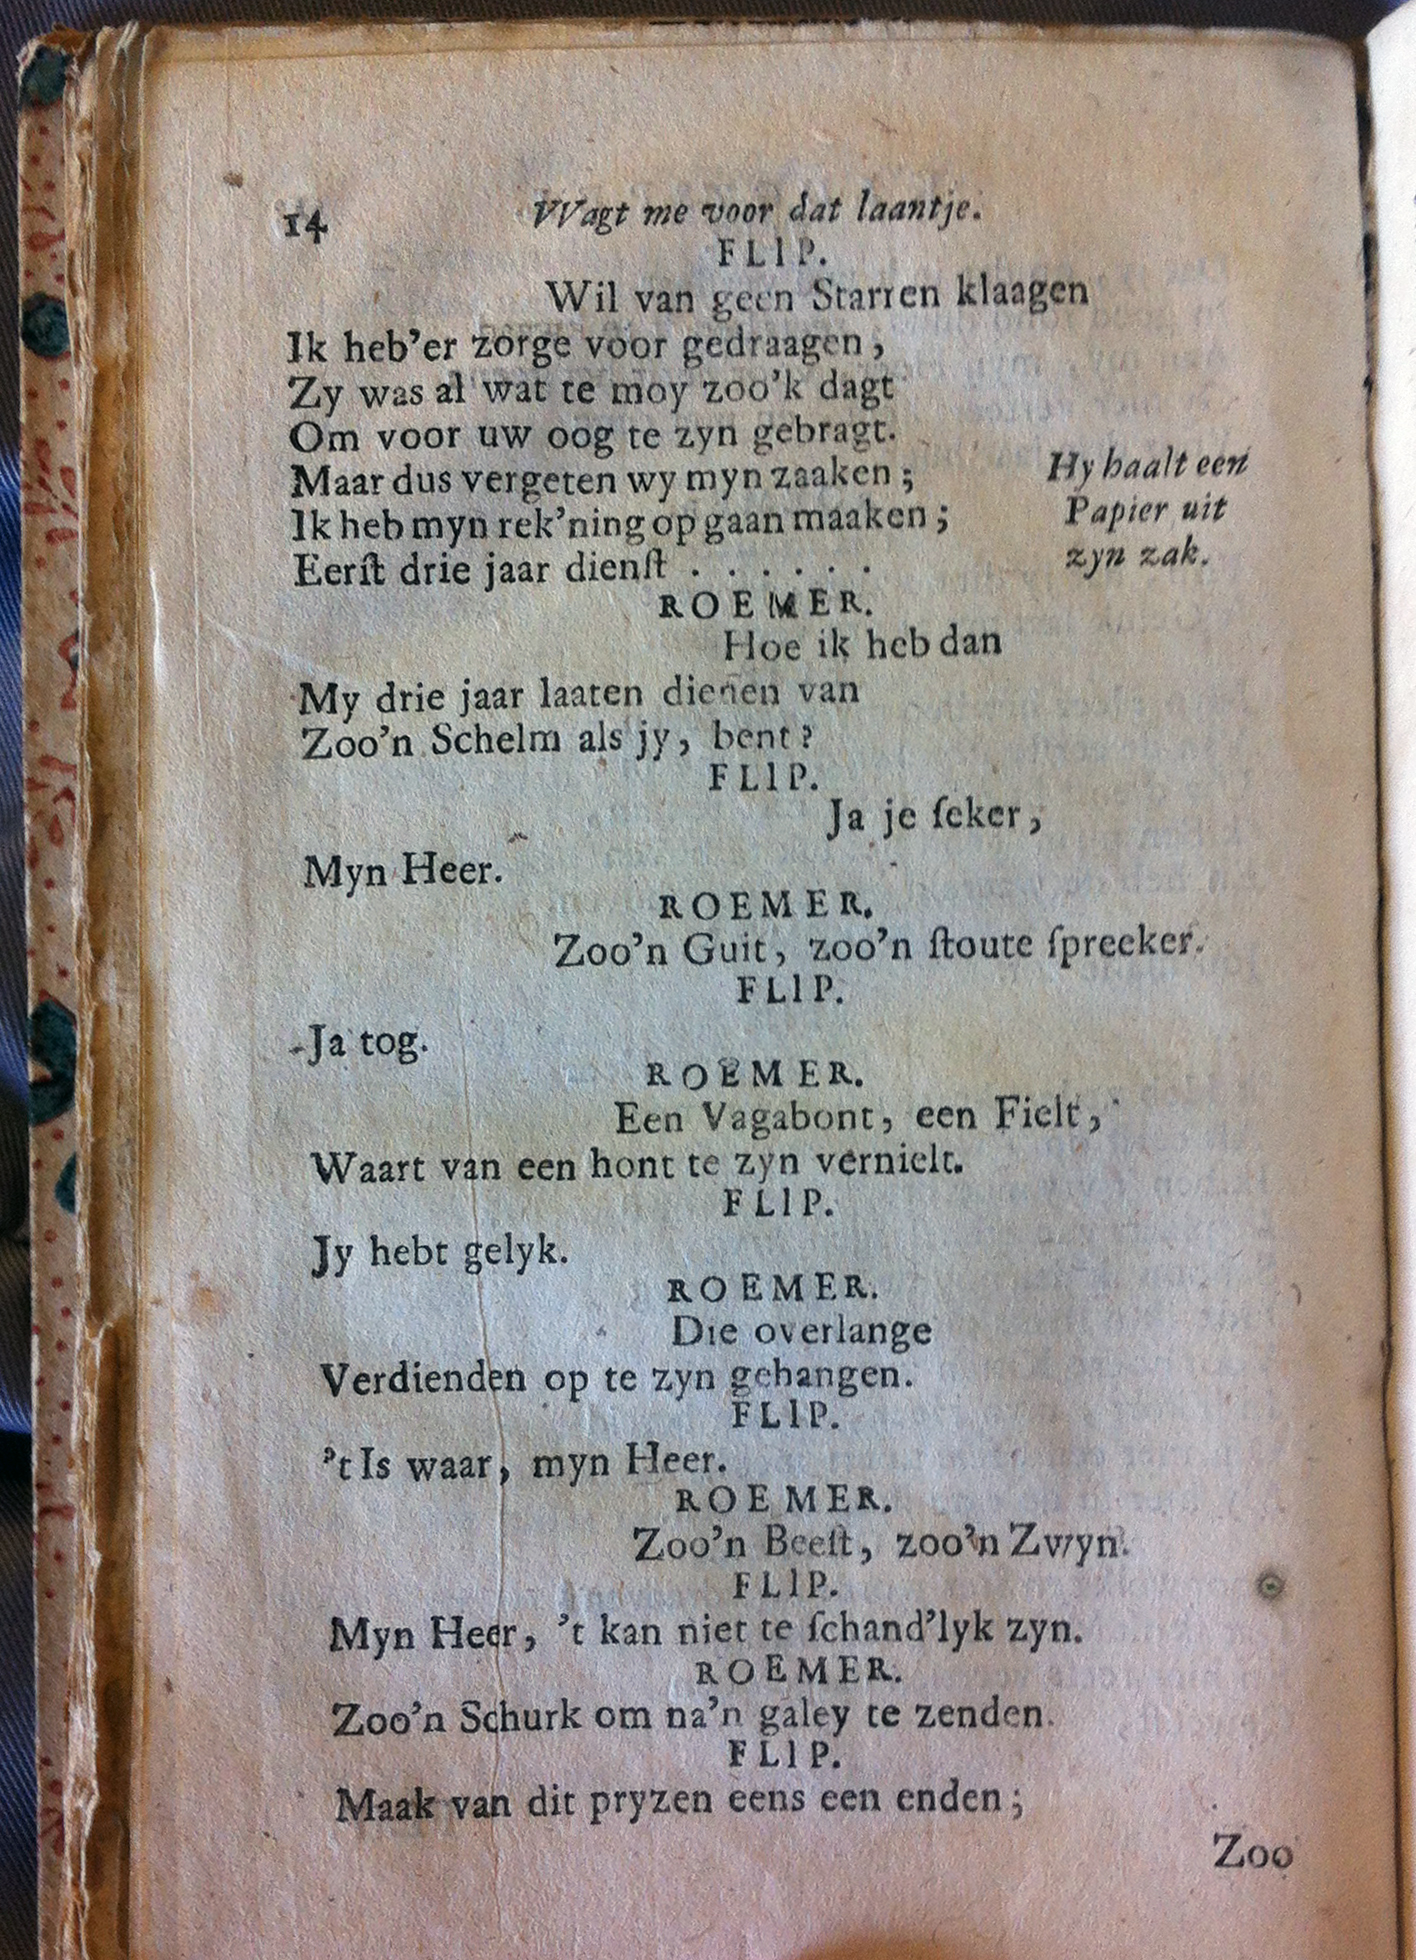 14 Wagt me voor dat laantje.
FLIP.
Wil van geen Starren klaagen
Ik heb'er zorge voor gedraagen,
Zy was al wat te moy zoo'k dagt
Om voor uw oog te zyn gebragt.
Maar dus vergeten wy myn zaaken;
Ik heb myn rek'ning op gaan maaken;
Eerſt drie jaar dienſt . . . . . .
Hy haalt een
Papier uit
zyn zak.
ROEMER.
Hoe ik heb dan
My drie jaar laaten dienen van
Zoo'n Schelm als jy, bent?
FLIP.
Ja je ſeker,
Myn Heer.
ROEMER.
Zoo'n Guit, zoo'n ſtoute ſpreeker.
FLIP.
Ja tog.
ROEMER.
Een Vagabont, een Fielt,
Waart van een hont te zyn vernielt.
FLIP.
Jy hebt gelyk.
ROEMER.
Die overlange
Verdienden op te zyn gehangen.
FLIP.
't Is waar, myn Heer.
ROEMER.
Zoo'n Beeſt, zoo'n Zwyn.
FLIP.
Myn Heer, 't kan niet te ſchand'lyk zyn.
ROEMER.
Zoo'n Schurk om na'n galey te zenden.
FLIP.
Maak van dit pryzen eens een enden;
Zoo